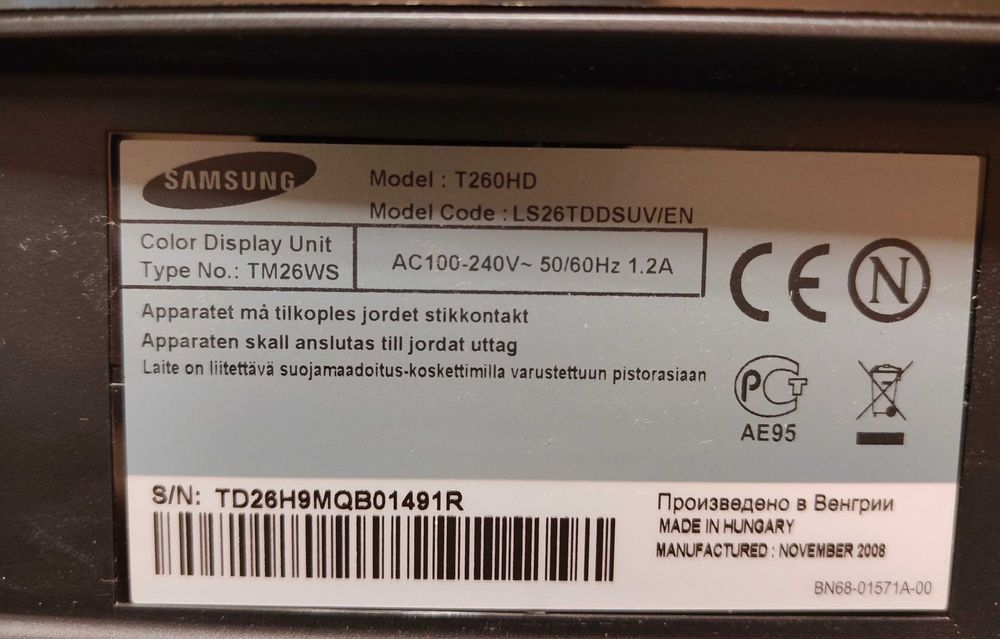 SAMSUNG
Model : T260HD
Model Code : LS26TDDSUV/EN
Color Display Unit
Type No.: TM26WS
AC100-240V~ 50/60Hz 1.2A
CE
N
Apparatet må tilkoples jordet stikkontakt
Apparaten skall anslutas till jordat uttag
Laite on liitettävä suojamaadoitus-koskettimilla varustettuun pistorasiaan
РСТ
AE95
S/N: TD26H9MQB01491R
Произведено в Венгрии
MADE IN HUNGARY
MANUFACTURED : NOVEMBER 2008
BN68-01571A-00